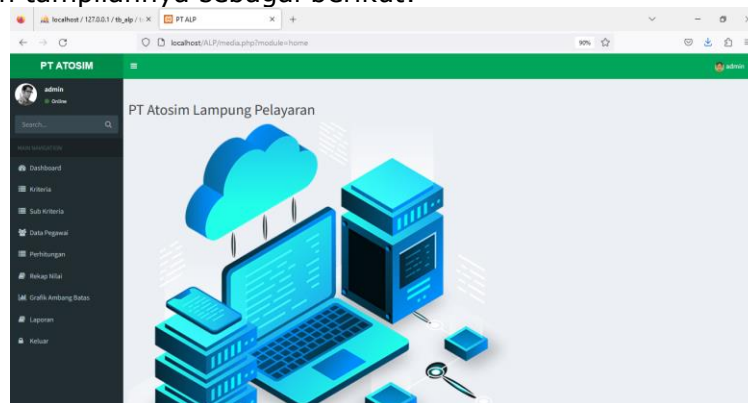 tampilannya sebagai berikut:
localhost / 127.0.0.1 / tb_alp /
PT ALP
localhost/ALP/media.php?module=home
90%
PT ATOSIM
admin
admin
Online
Search...
MAIN NAVIGATION
PT Atosim Lampung Pelayaran
Dashboard
Kriteria
Sub Kriteria
Data Pegawai
Perhitungan
Rekap Nilai
Grafik Ambang Batas
Laporan
Keluar